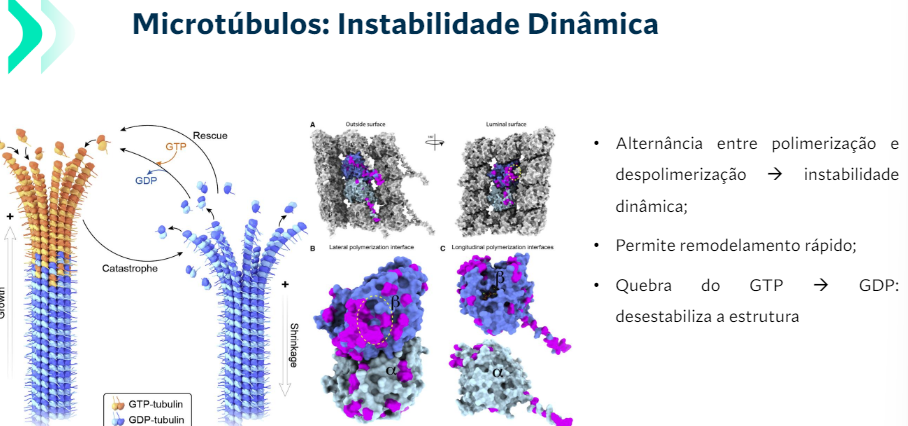 Microtúbulos: Instabilidade Dinâmica
Rescue
GTP
GDP
+
Growth
Catastrophe
+
Shrinkage
GTP-tubulin
GDP-tubulin
A
Outside surface
Luminal surface
B
Lateral polymerization interface
β
α
C
Longitudinal polymerization interfaces
β
α
• Alternância entre polimerização e
despolimerização → instabilidade
dinâmica;
• Permite remodelamento rápido;
• Quebra do GTP → GDP:
desestabiliza a estrutura